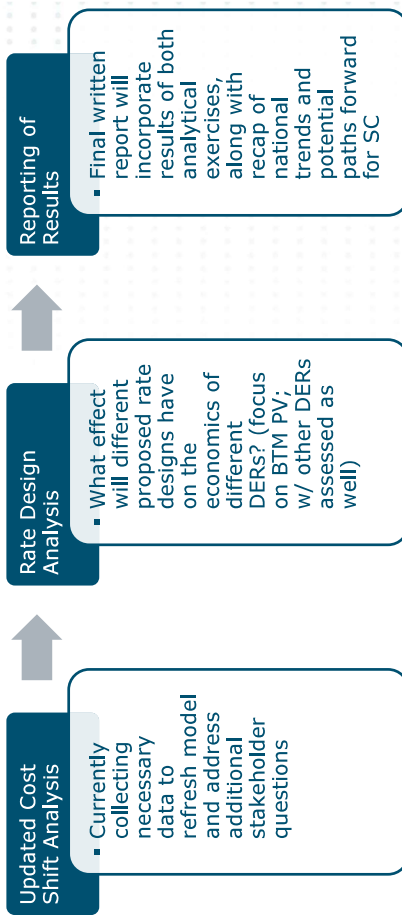 Updated Cost
Shift Analysis
▪ Currently
collecting
necessary
data to
refresh model
and address
additional
stakeholder
questions
Rate Design
Analysis
▪ What effect
will different
proposed rate
designs have
on the
economics of
different
DERs? (focus
on BTM PV;
w/ other DERs
assessed as
well)
Reporting of
Results
▪ Final written
report will
incorporate
results of both
analytical
exercises,
along with
recap of
national
trends and
potential
paths forward
for SC